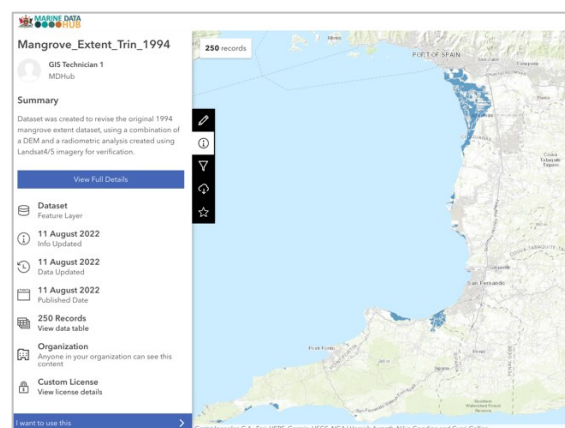 MARINE DATA
HUB
Mangrove_Extent_Trin_1994
GIS Technician 1
MDHub
Summary
Dataset was created to revise the original 1994
mangrove extent dataset, using a combination of
a DEM and a radiometric analysis created using
Landsat4/5 imagery for verification.
View Full Details
Dataset
Feature Layer
11 August 2022
Info Updated
11 August 2022
Data Updated
11 August 2022
Published Date
250 Records
View data table
Organization
Anyone in your organization can see this
content
Custom License
View license details
I want to use this
250 records
PORT OF SPAIN
San Fernando
Point Fortin